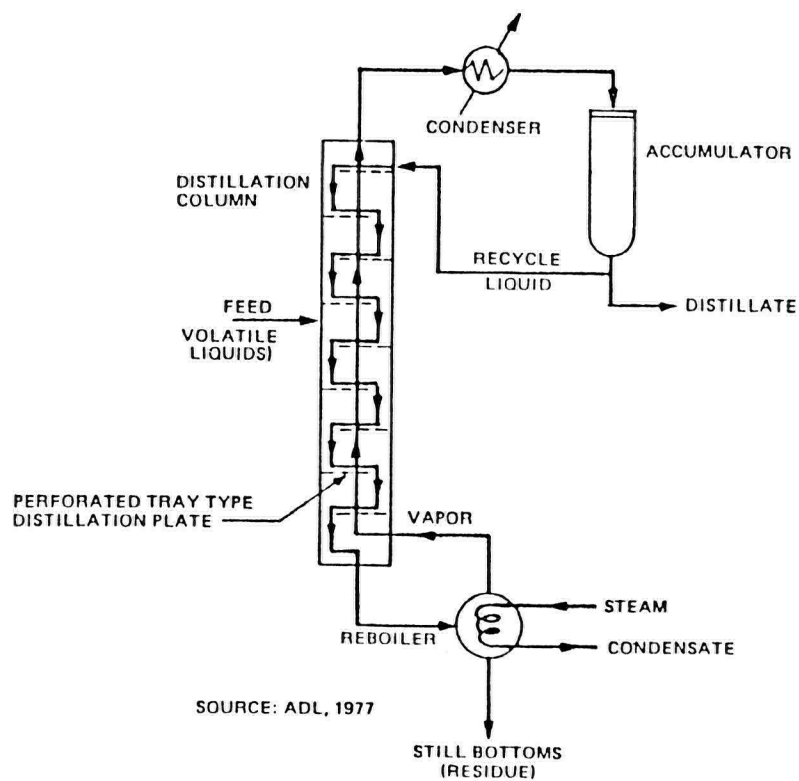 CONDENSER
ACCUMULATOR
DISTILLATION
COLUMN
RECYCLE
LIQUID
DISTILLATE
FEED
VOLATILE
LIQUIDS)
PERFORATED TRAY TYPE
DISTILLATION PLATE
VAPOR
STEAM
REBOILER
CONDENSATE
SOURCE: ADL, 1977
STILL BOTTOMS
(RESIDUE)